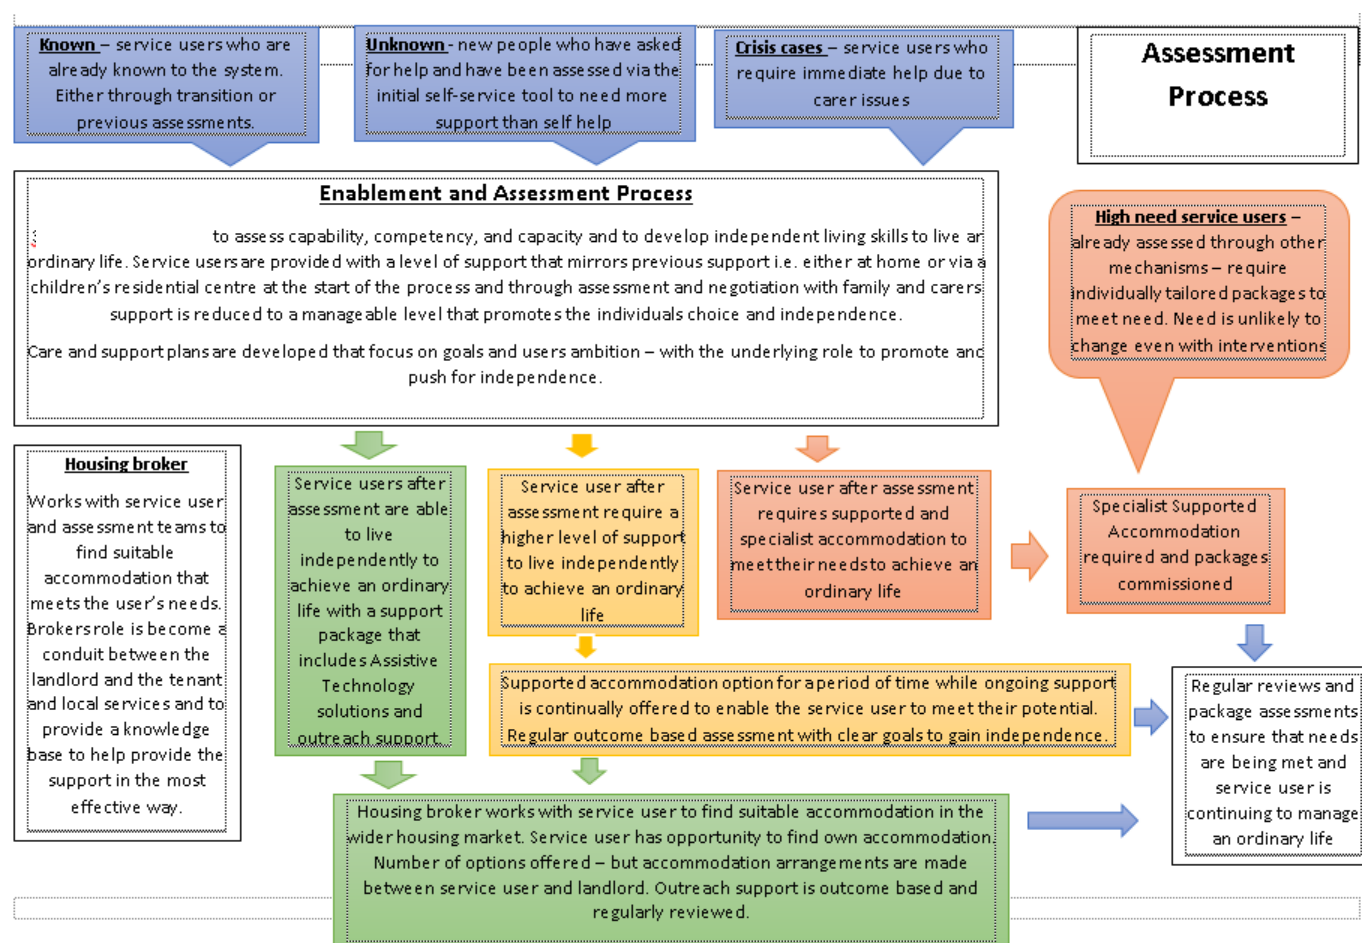 Known – service users who are
already known to the system.
Either through transition or
previous assessments.
Unknown - new people who have asked
for help and have been assessed via the
initial self-service tool to need more
support than self help
Crisis cases – service users who
require immediate help due to
carer issues
Assessment
Process
Enablement and Assessment Process
to assess capability, competency, and capacity and to develop independent living skills to live an
ordinary life. Service users are provided with a level of support that mirrors previous support i.e. either at home or via a
children's residential centre at the start of the process and through assessment and negotiation with family and carers
support is reduced to a manageable level that promotes the individuals choice and independence.
Care and support plans are developed that focus on goals and users ambition – with the underlying role to promote and
push for independence.
High need service users –
already assessed through other
mechanisms – require
individually tailored packages to
meet need. Need is unlikely to
change even with interventions
Housing broker
Works with service user
and assessment teams to
find suitable
accommodation that
meets the user's needs.
Brokers role is become a
conduit between the
landlord and the tenant
and local services and to
provide a knowledge
base to help provide the
support in the most
effective way.
Service users after
assessment are able
to live
independently to
achieve an ordinary
life with a support
package that
includes Assistive
Technology
solutions and
outreach support.
Service user after
assessment require a
higher level of support
to live independently
to achieve an ordinary
life
Service user after assessment
requires supported and
specialist accommodation to
meet their needs to achieve an
ordinary life
Specialist Supported
Accommodation
required and packages
commissioned
Supported accommodation option for a period of time while ongoing support
is continually offered to enable the service user to meet their potential.
Regular outcome based assessment with clear goals to gain independence.
Regular reviews and
package assessments
to ensure that needs
are being met and
service user is
continuing to manage
an ordinary life
Housing broker works with service user to find suitable accommodation in the
wider housing market. Service user has opportunity to find own accommodation.
Number of options offered – but accommodation arrangements are made
between service user and landlord. Outreach support is outcome based and
regularly reviewed.